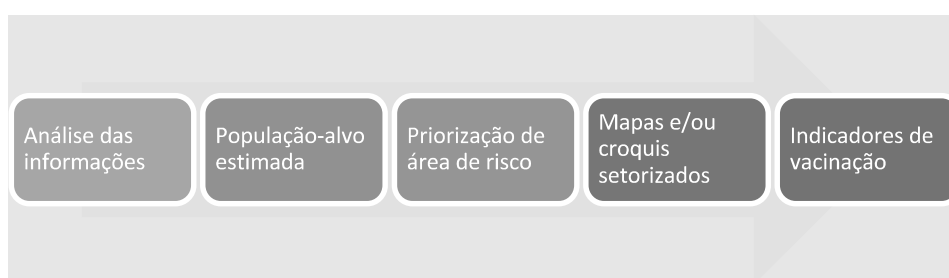 Análise das
informações
População-alvo
estimada
Priorização de
área de risco
Mapas e/ou
croquis
setorizados
Indicadores de
vacinação